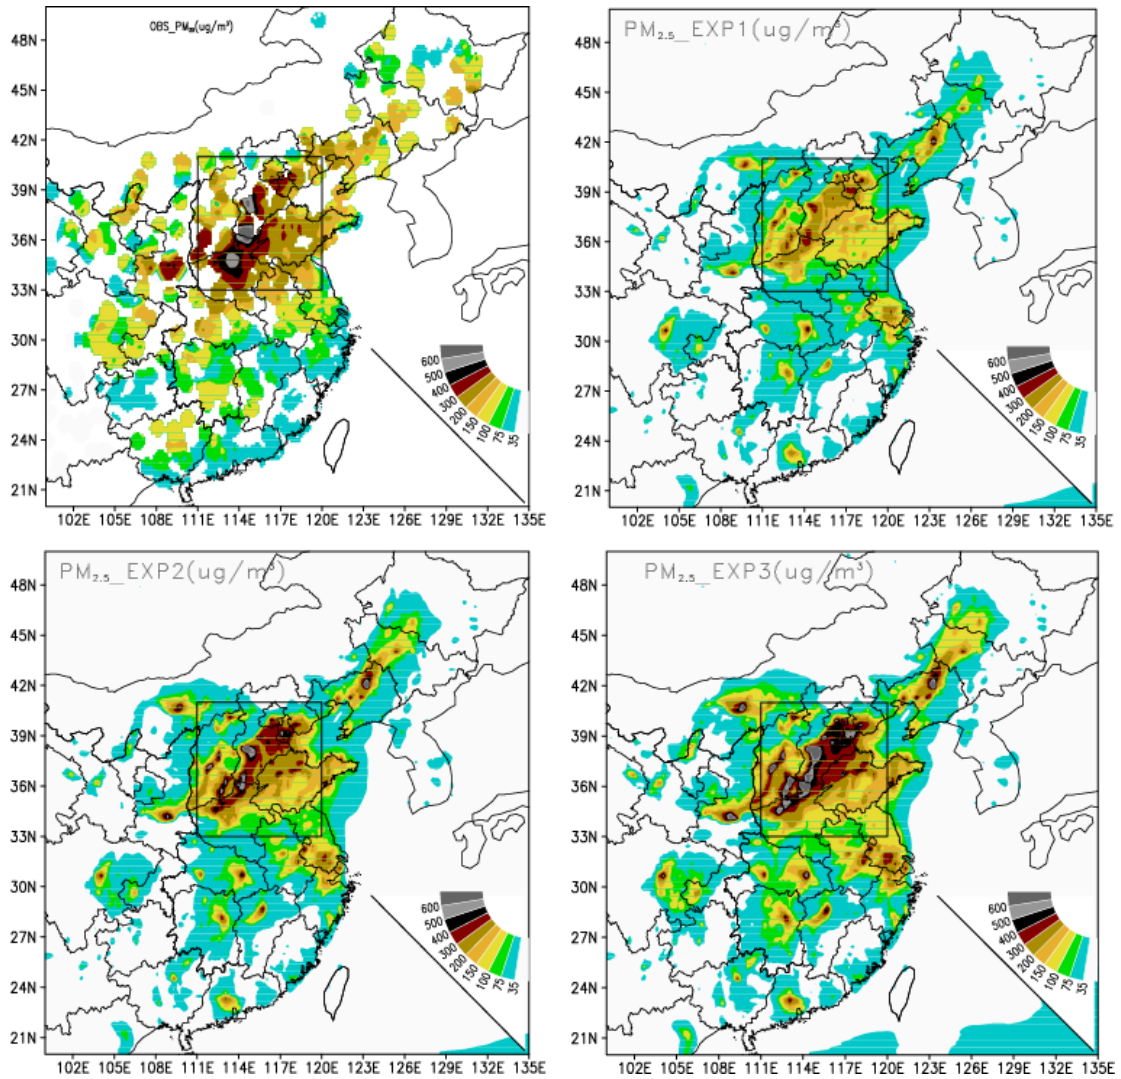 OBS_PM₂₅(ug/m³)
48N
45N
42N
39N
36N
33N
30N
27N
24N
21N
102E 105E 108E 111E 114E 117E 120E 123E 126E 129E 132E 135E
600
500
400
300
200
150
100
75
35
PM₂.₅_EXP1(ug/m³)
48N
45N
42N
39N
36N
33N
30N
27N
24N
21N
102E 105E 108E 111E 114E 117E 120E 123E 126E 129E 132E 135E
600
500
400
300
200
150
100
75
35
PM₂.₅_EXP2(ug/m³)
48N
45N
42N
39N
36N
33N
30N
27N
24N
21N
102E 105E 108E 111E 114E 117E 120E 123E 126E 129E 132E 135E
600
500
400
300
200
150
100
75
35
PM₂.₅_EXP3(ug/m³)
48N
45N
42N
39N
36N
33N
30N
27N
24N
21N
102E 105E 108E 111E 114E 117E 120E 123E 126E 129E 132E 135E
600
500
400
300
200
150
100
75
35